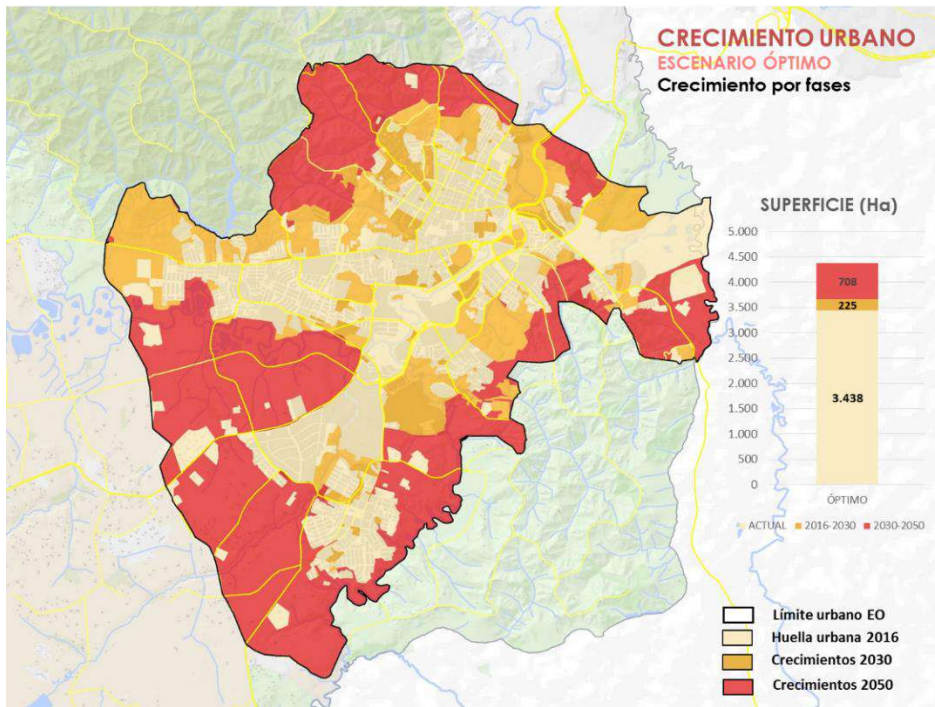 CRECIMIENTO URBANO
ESCENARIO ÓPTIMO
Crecimiento por fases
SUPERFICIE (Ha)
5.000
4.500
4.000
3.500
3.000
2.500
2.000
1.500
1.000
500
0
708
225
3.438
ÓPTIMO
ACTUAL 2016-2030 2030-2050
Límite urbano EO
Huella urbana 2016
Crecimientos 2030
Crecimientos 2050